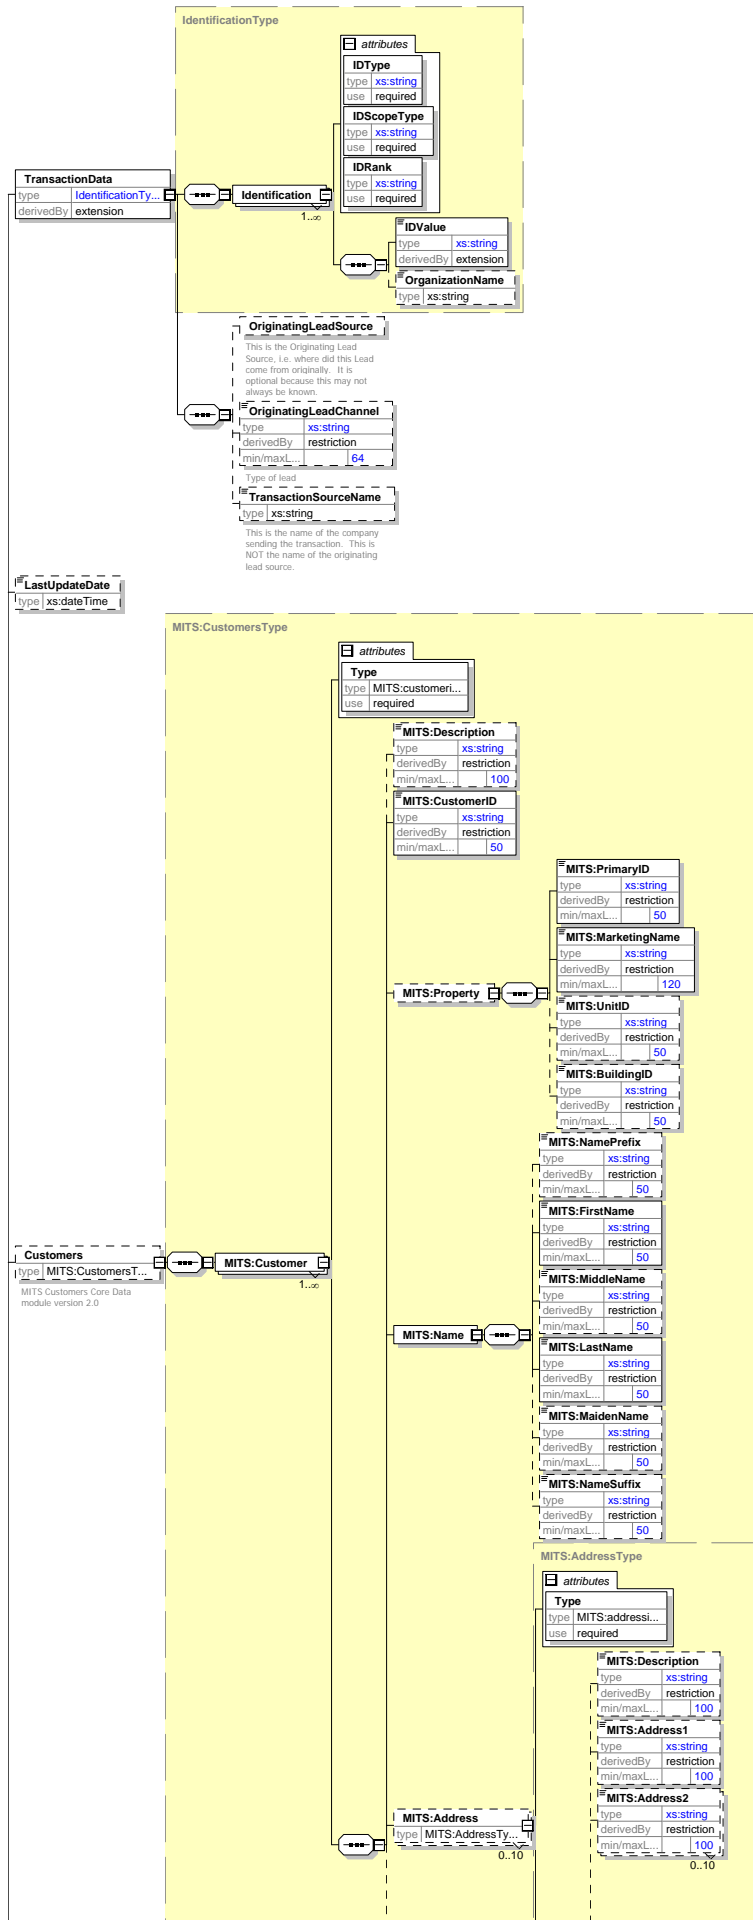 IdentificationType
attributes
IDType
type xs:string
use required
IDScopeType
type xs:string
use required
IDRank
type xs:string
use required
TransactionData
type IdentificationTy...
derivedBy extension
Identification
1..∞
IDValue
type xs:string
derivedBy extension
OrganizationName
type xs:string
OriginatingLeadSource
This is the Originating Lead
Source, i.e. where did this Lead
come from originally. It is
optional because this may not
always be known.
OriginatingLeadChannel
type xs:string
derivedBy restriction
min/maxL... 64
Type of lead
TransactionSourceName
type xs:string
This is the name of the company
sending the transaction. This is
NOT the name of the originating
lead source.
LastUpdateDate
type xs:dateTime
MITS:CustomersType
attributes
Type
type MITS:customeri...
use required
MITS:Description
type xs:string
derivedBy restriction
min/maxL... 100
MITS:CustomerID
type xs:string
derivedBy restriction
min/maxL... 50
MITS:PrimaryID
type xs:string
derivedBy restriction
min/maxL... 50
MITS:MarketingName
type xs:string
derivedBy restriction
min/maxL... 120
MITS:Property
MITS:UnitID
type xs:string
derivedBy restriction
min/maxL... 50
MITS:BuildingID
type xs:string
derivedBy restriction
min/maxL... 50
MITS:NamePrefix
type xs:string
derivedBy restriction
min/maxL... 50
MITS:FirstName
type xs:string
derivedBy restriction
min/maxL... 50
Customers
type MITS:CustomersT...
MITS Customers Core Data
module version 2.0
MITS:Customer
1..∞
MITS:MiddleName
type xs:string
derivedBy restriction
min/maxL... 50
MITS:Name
MITS:LastName
type xs:string
derivedBy restriction
min/maxL... 50
MITS:MaidenName
type xs:string
derivedBy restriction
min/maxL... 50
MITS:NameSuffix
type xs:string
derivedBy restriction
min/maxL... 50
MITS:AddressType
attributes
Type
type MITS:addressi...
use required
MITS:Description
type xs:string
derivedBy restriction
min/maxL... 100
MITS:Address1
type xs:string
derivedBy restriction
min/maxL... 100
MITS:Address2
type xs:string
derivedBy restriction
min/maxL... 100
0..10
MITS:Address
type MITS:AddressTy...
0..10